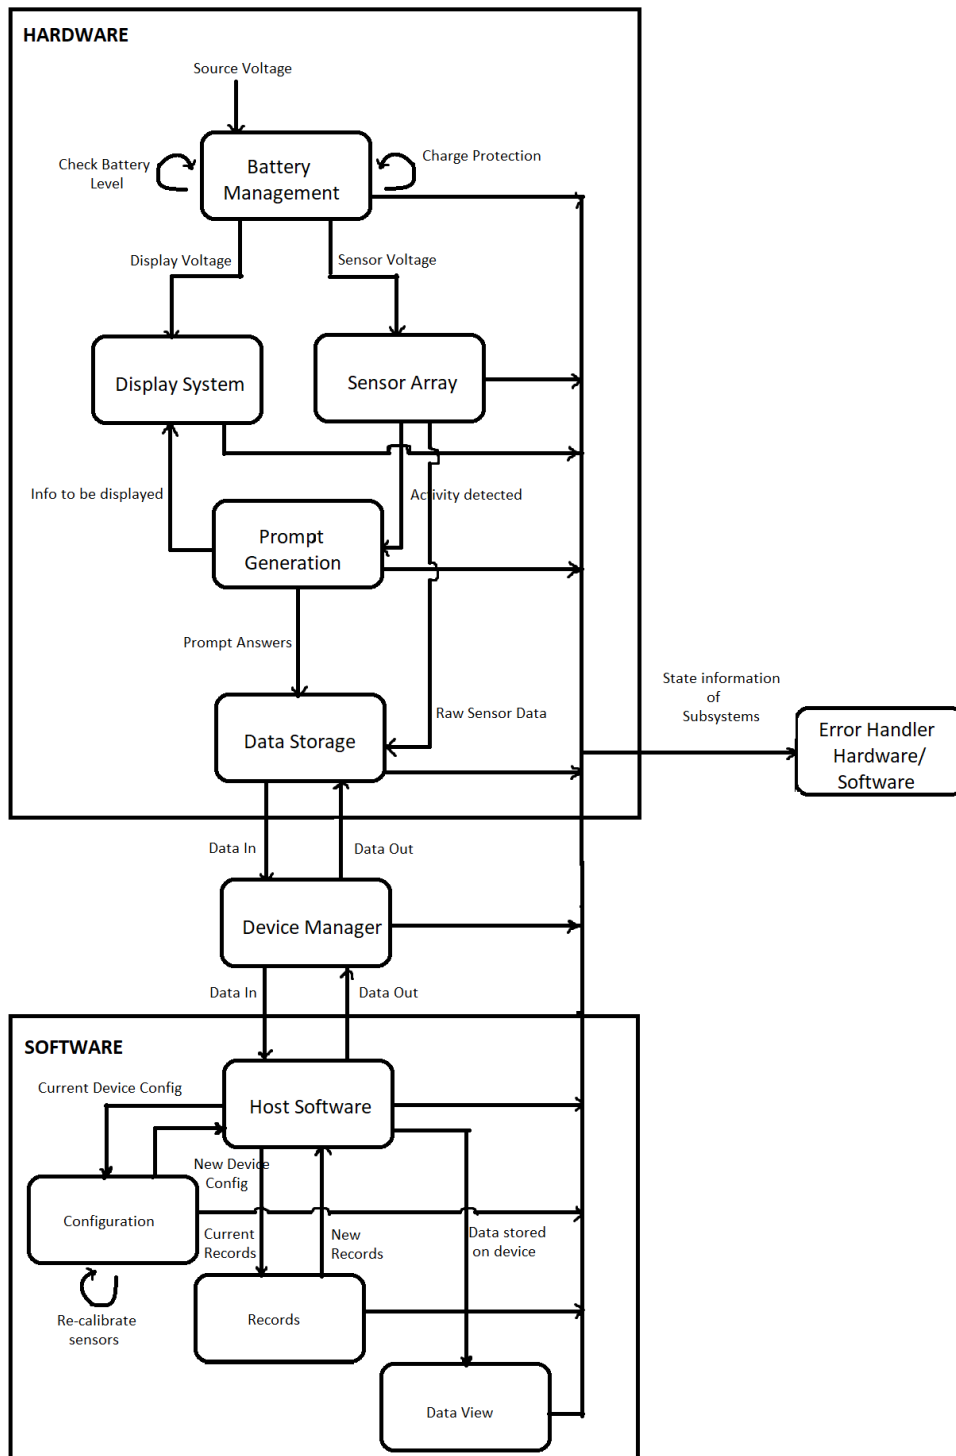 HARDWARE
Source Voltage
Check Battery
Level
Battery
Management
Charge Protection
Display Voltage
Sensor Voltage
Display System
Sensor Array
Info to be displayed
Activity detected
Prompt
Generation
Prompt Answers
Raw Sensor Data
Data Storage
State information
of
Subsystems
Error Handler
Hardware/
Software
Data In
Data Out
Device Manager
Data In
Data Out
SOFTWARE
Current Device Config
Host Software
New Device
Config
Configuration
Current
Records
New
Records
Data stored
on device
Re-calibrate
sensors
Records
Data View